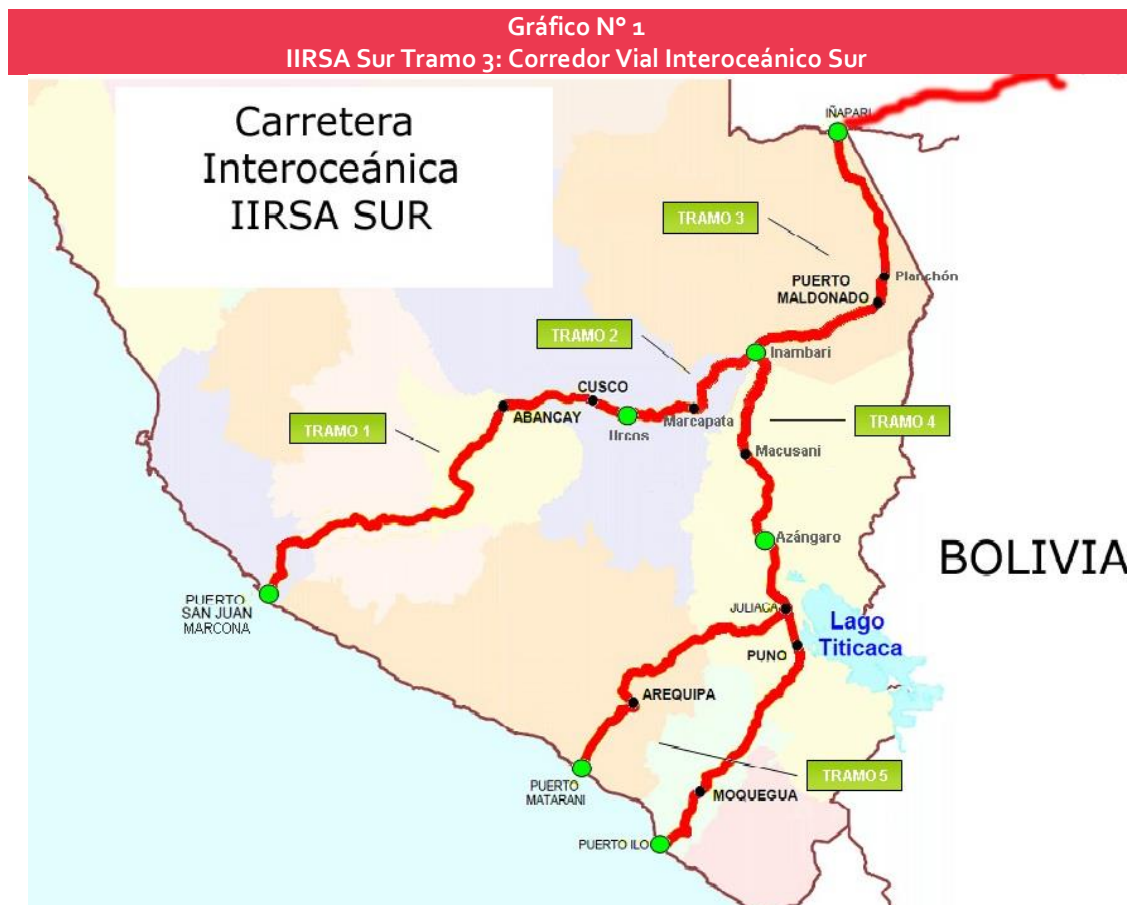 Gráfico N° 1
IIRSA Sur Tramo 3: Corredor Vial Interoceánico Sur
Carretera
Interoceánica
IIRSA SUR
IÑAPARI
TRAMO 3
Planchón
PUERTO
MALDONADO
TRAMO 2
Inambari
CUSCO
ABANCAY
Urcos
Marcapata
TRAMO 1
TRAMO 4
Macusani
Azángaro
BOLIVIA
PUERTO
SAN JUAN
MARCONA
JULIACA
Lago
Titicaca
PUNO
AREQUIPA
TRAMO 5
PUERTO
MATARANI
MOQUEGUA
PUERTO ILO